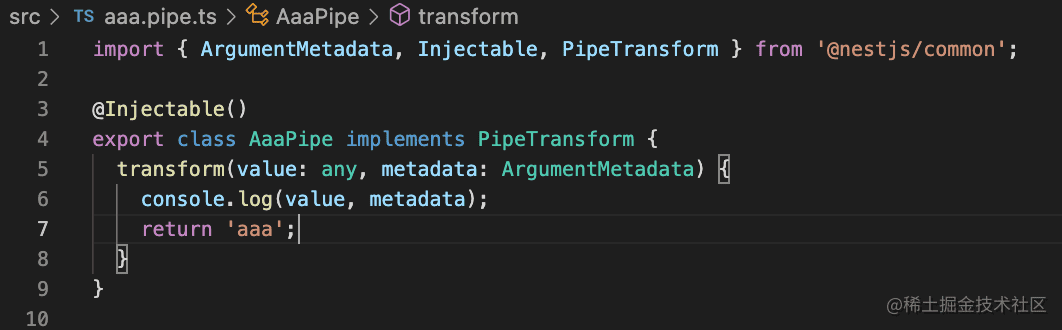 src > TS aaa.pipe.ts > AaaPipe > transform
1 import { ArgumentMetadata, Injectable, PipeTransform } from '@nestjs/common';
2
3 @Injectable()
4 export class AaaPipe implements PipeTransform {
5   transform(value: any, metadata: ArgumentMetadata) {
6     console.log(value, metadata);
7     return 'aaa';
8   }
9 }
10
@稀土掘金技术社区